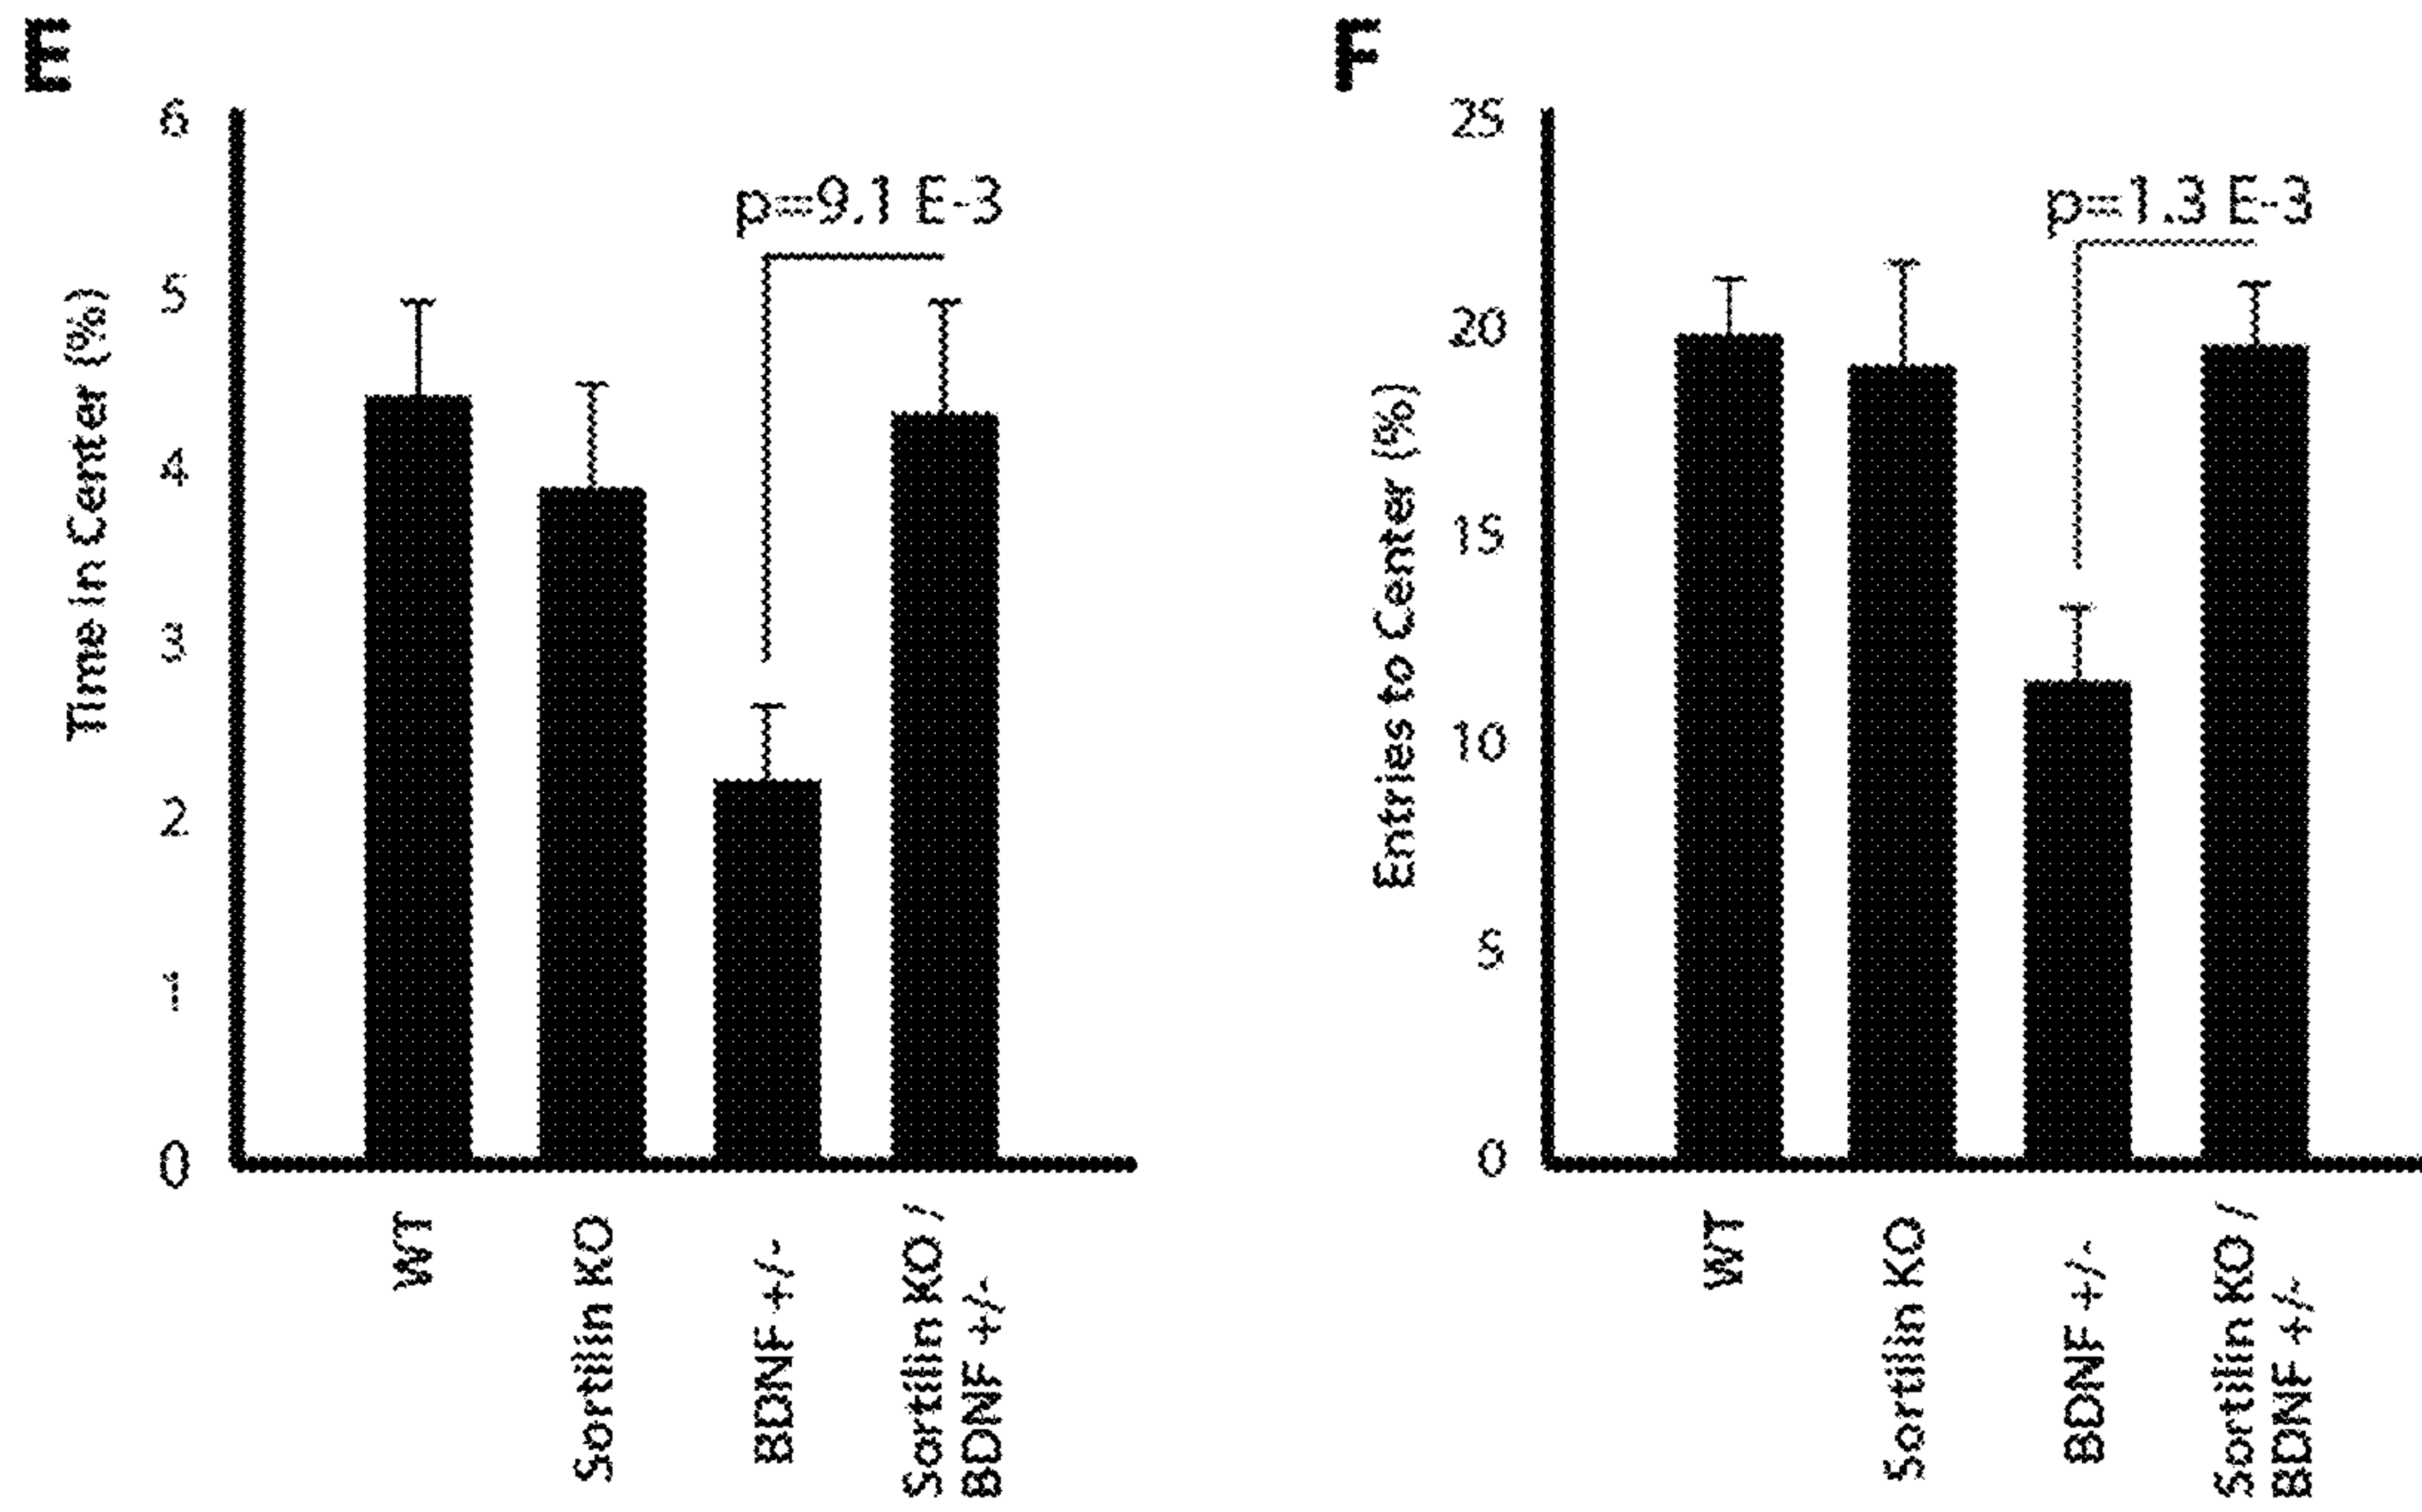 E
Time in Center (%)
6
5
4
3
2
1
0
p=9.1 E-3
WT
Sortilin KO
BDNF +/-
Sortilin KO /
BDNF +/-
F
Entries to Center (%)
25
20
15
10
5
0
p=1.3 E-3
WT
Sortilin KO
BDNF +/-
Sortilin KO /
BDNF +/-